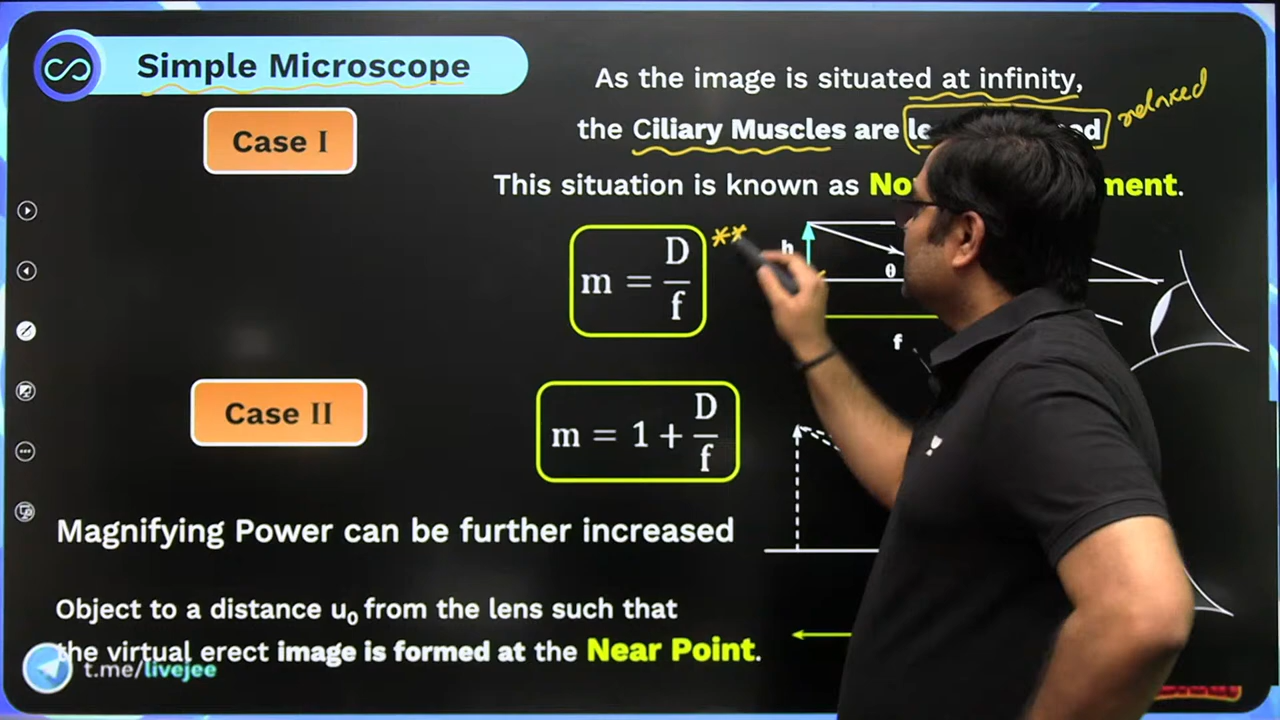 Simple Microscope
As the image is situated at infinity,
relaxed
Case I
the Ciliary Muscles are
This situation is known as
m = D/f
**
h
θ
f
Case II
m = 1 + D/f
Magnifying Power can be further increased
Object to a distance u₀ from the lens such that
the virtual erect image is formed at the Near Point.
t.me/livejee